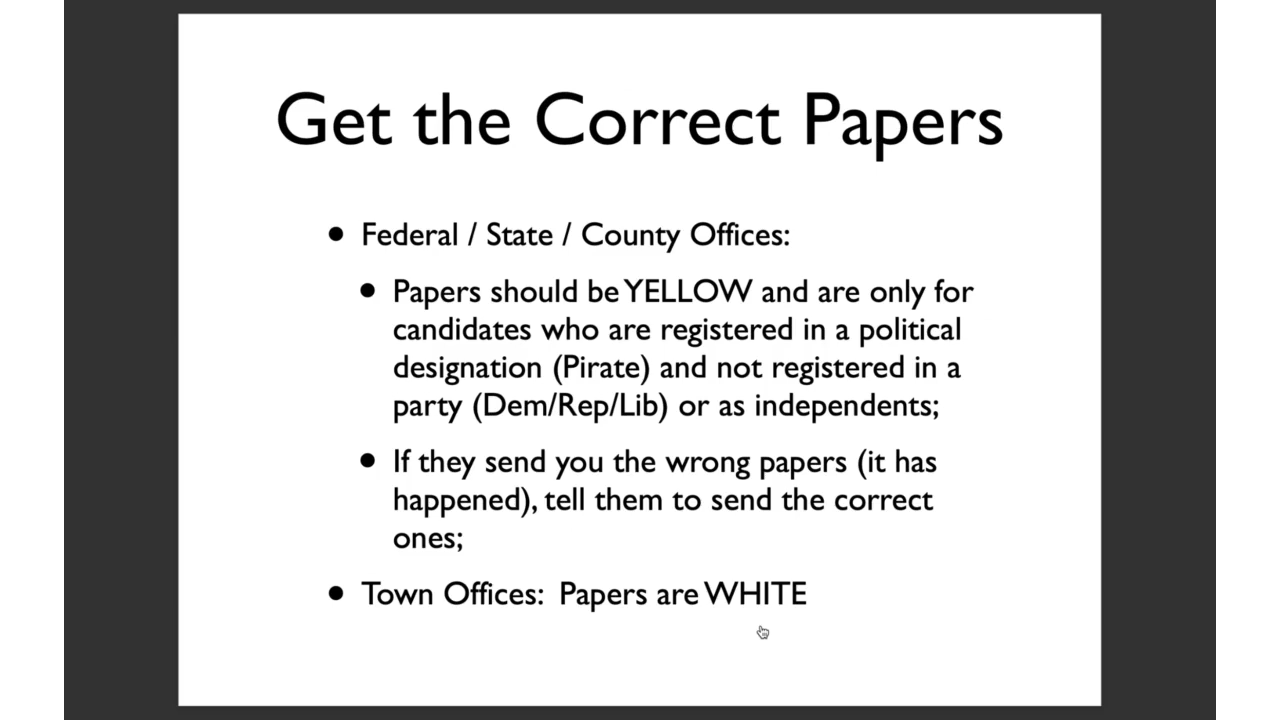 Get the Correct Papers
• Federal / State / County Offices:
• Papers should be YELLOW and are only for
candidates who are registered in a political
designation (Pirate) and not registered in a
party (Dem/Rep/Lib) or as independents;
• If they send you the wrong papers (it has
happened), tell them to send the correct
ones;
• Town Offices:  Papers are WHITE